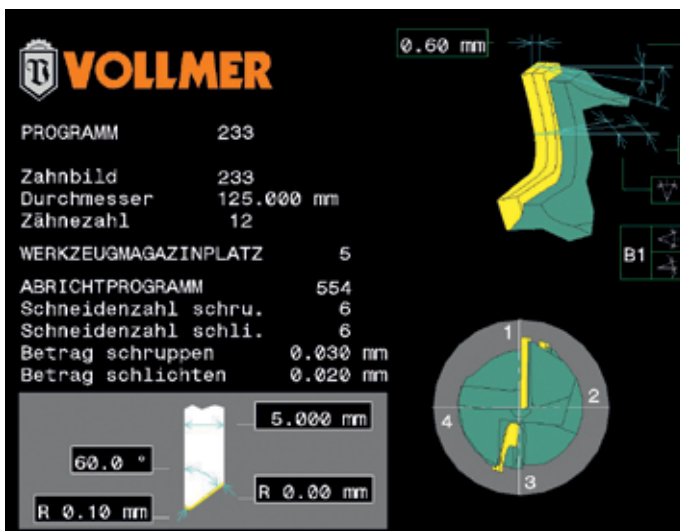 VOLLMER
0.60 mm
PROGRAMM 233
Zahnbild 233
Durchmesser 125.000 mm
Zähnezahl 12
WERKZEUGMAGAZINPLATZ 5
ABRICHTPROGRAMM 554
Schneidenzahl schru. 6
Schneidenzahl schli. 6
Betrag schruppen 0.030 mm
Betrag schlichten 0.020 mm
B1
1
2
4
3
5.000 mm
60.0 °
R 0.00 mm
R 0.10 mm